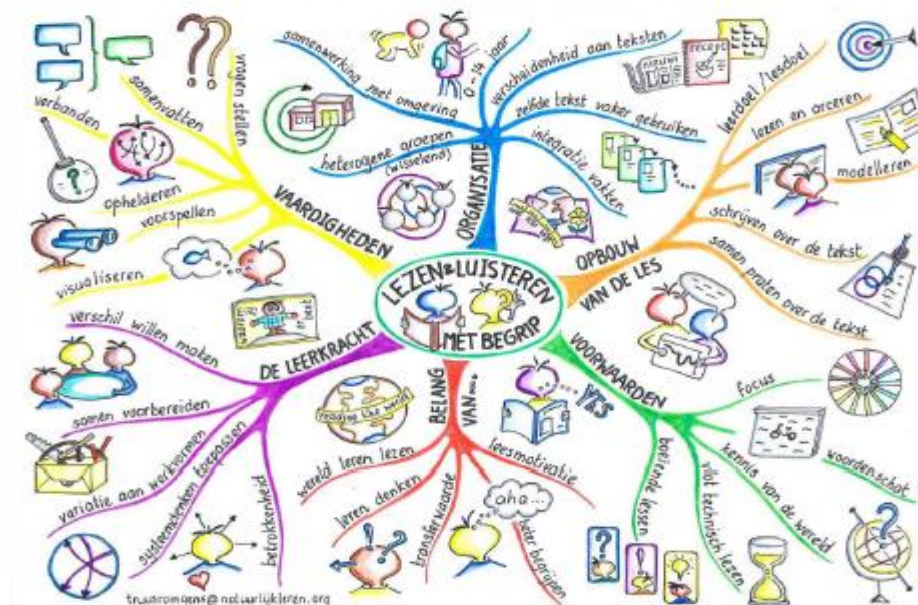 LEZEN & LUISTEREN
MET BEGRIP
ORGANISATIE
samenwerking
met omgeving
heterogene groepen
(wisselend)
0-14 jaar
verscheidenheid aan teksten
zelfde tekst vaker gebruiken
integratie vakken
recept
OPBOUW
VAN DE LES
leerdoel/lesdoel
lezen en arceren
modelleren
schrijven over de tekst
samen praten over de tekst
VOORWAARDEN
focus
woordenschat
kennis van de wereld
vlot technisch lezen
boeiende lessen
BELANG
VAN...
YES
leesmotivatie
beter begrijpen
aha...
transferwaarde
leren denken
wereld leren lezen
reading the world
DE LEERKRACHT
verschil willen maken
samen voorbereiden
variatie aan werkvormen
systeemdenken toepassen
betrokkenheid
VAARDIGHEDEN
vragen stellen
samenvatten
verbanden
ophelderen
voorspellen
visualiseren